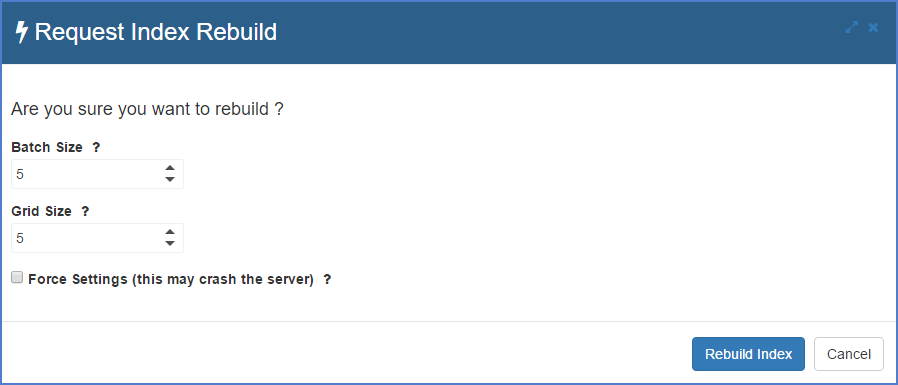 Request Index Rebuild
Are you sure you want to rebuild ?
Batch Size ?
5
Grid Size ?
5
Force Settings (this may crash the server) ?
Rebuild Index Cancel